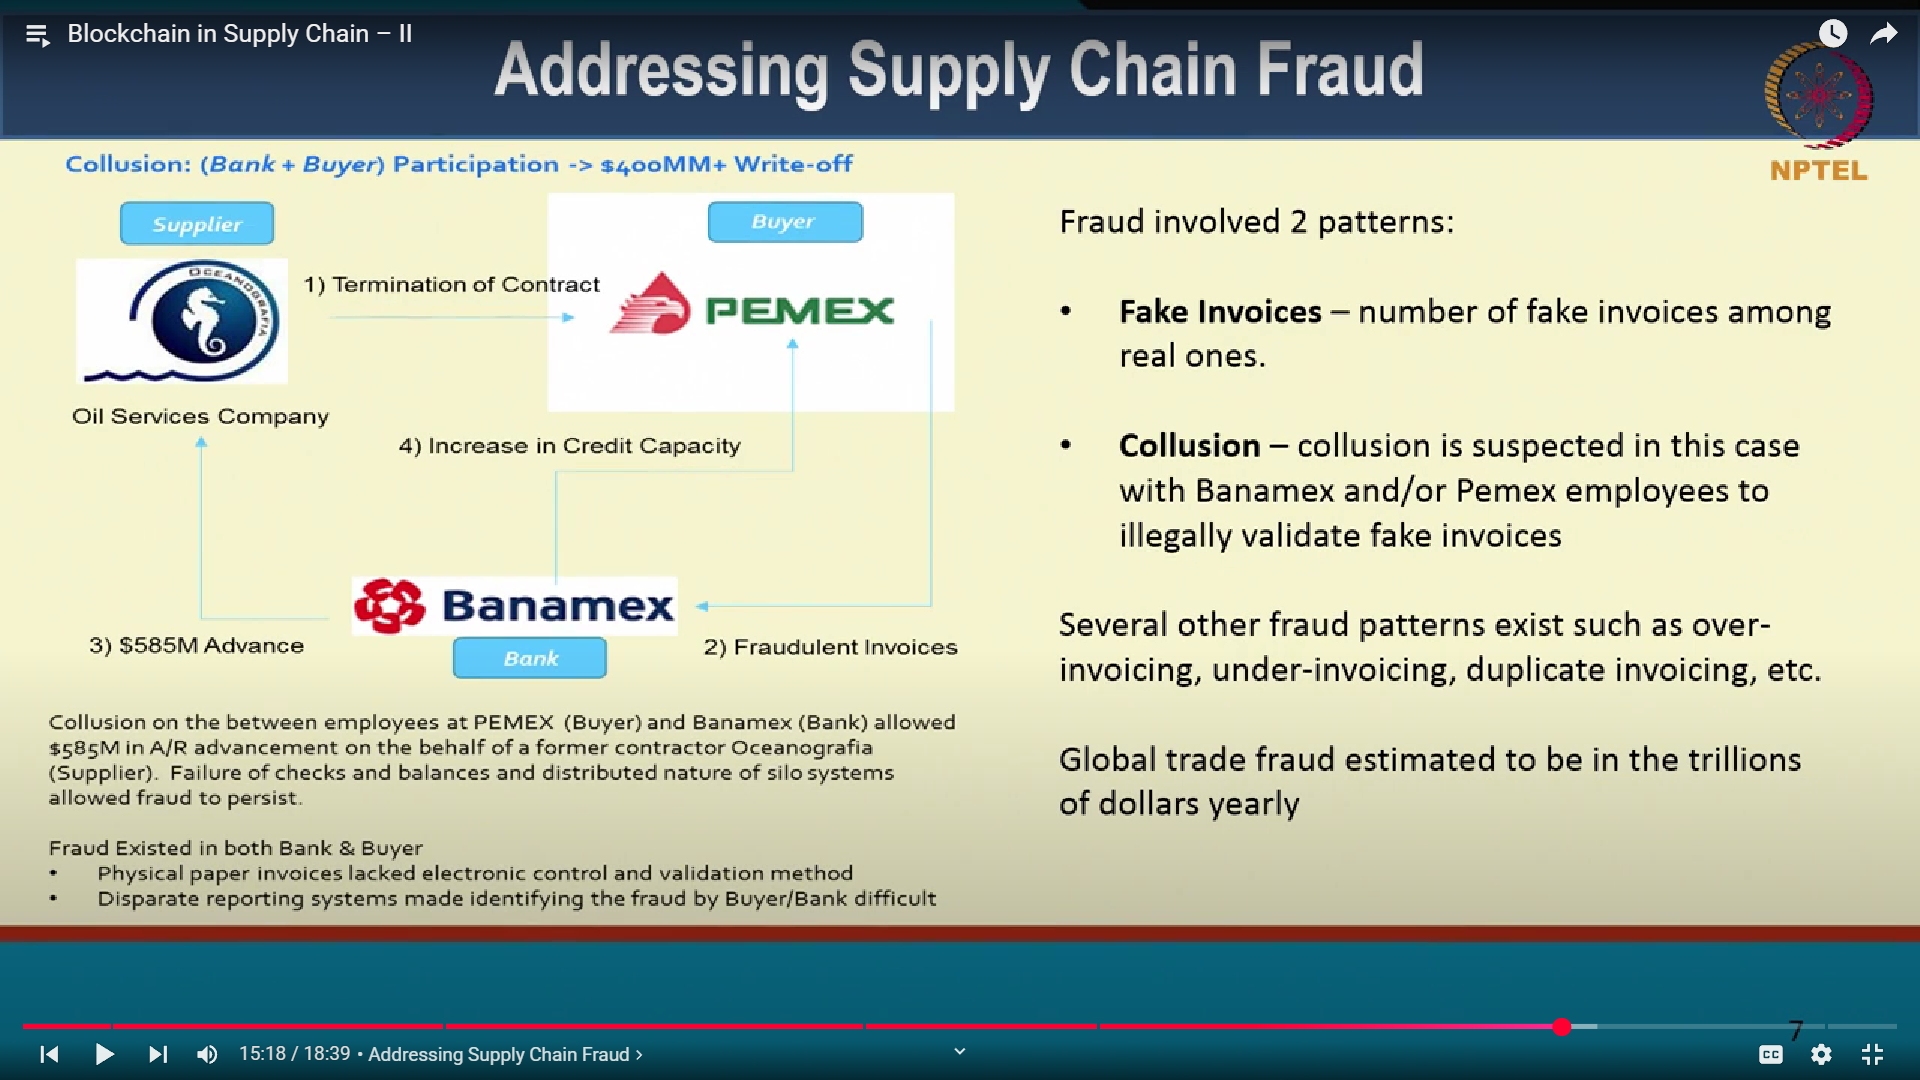 Blockchain in Supply Chain – II
Addressing Supply Chain Fraud
NPTEL
Collusion: (Bank + Buyer) Participation -> $400MM+ Write-off
Supplier
Buyer
OCEANOGRAFIA
1) Termination of Contract
PEMEX
Oil Services Company
4) Increase in Credit Capacity
Banamex
3) $585M Advance
Bank
2) Fraudulent Invoices
Collusion on the between employees at PEMEX (Buyer) and Banamex (Bank) allowed
$585M in A/R advancement on the behalf of a former contractor Oceanografia
(Supplier). Failure of checks and balances and distributed nature of silo systems
allowed fraud to persist.
Fraud Existed in both Bank & Buyer
• Physical paper invoices lacked electronic control and validation method
• Disparate reporting systems made identifying the fraud by Buyer/Bank difficult
Fraud involved 2 patterns:
• Fake Invoices – number of fake invoices among
real ones.
• Collusion – collusion is suspected in this case
with Banamex and/or Pemex employees to
illegally validate fake invoices
Several other fraud patterns exist such as over-
invoicing, under-invoicing, duplicate invoicing, etc.
Global trade fraud estimated to be in the trillions
of dollars yearly
7
15:18 / 18:39 • Addressing Supply Chain Fraud ›
CC